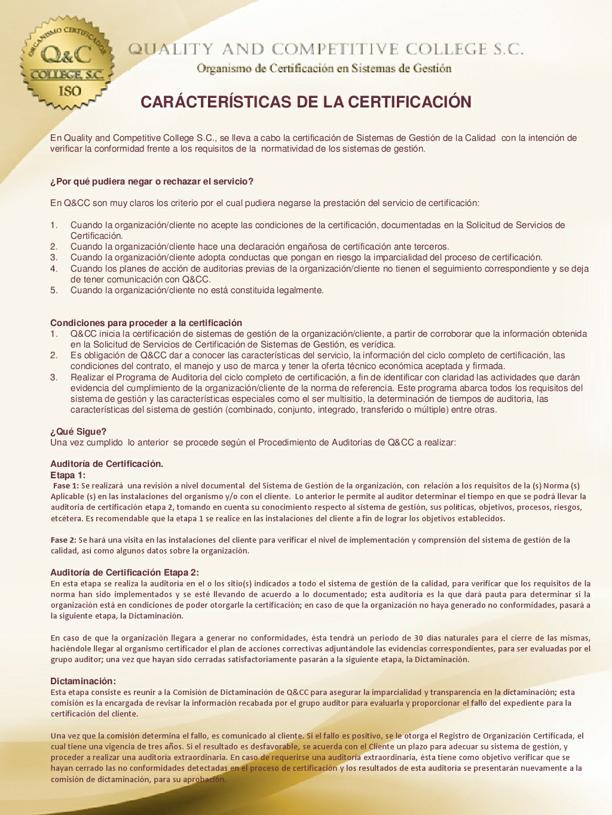 ORGANISMO CERTIFICADOR
Q&C
COLLEGE, S.C.
ISO
QUALITY AND COMPETITIVE COLLEGE S.C.
Organismo de Certificación en Sistemas de Gestión
CARÁCTERÍSTICAS DE LA CERTIFICACIÓN
En Quality and Competitive College S.C., se lleva a cabo la certificación de Sistemas de Gestión de la Calidad con la intención de
verificar la conformidad frente a los requisitos de la normatividad de los sistemas de gestión.
¿Por qué pudiera negar o rechazar el servicio?
En Q&CC son muy claros los criterio por el cual pudiera negarse la prestación del servicio de certificación:
1. Cuando la organización/cliente no acepte las condiciones de la certificación, documentadas en la Solicitud de Servicios de
Certificación.
2. Cuando la organización/cliente hace una declaración engañosa de certificación ante terceros.
3. Cuando la organización/cliente adopta conductas que pongan en riesgo la imparcialidad del proceso de certificación.
4. Cuando los planes de acción de auditorias previas de la organización/cliente no tienen el seguimiento correspondiente y se deja
de tener comunicación con Q&CC.
5. Cuando la organización/cliente no está constituida legalmente.
Condiciones para proceder a la certificación
1. Q&CC inicia la certificación de sistemas de gestión de la organización/cliente, a partir de corroborar que la información obtenida
en la Solicitud de Servicios de Certificación de Sistemas de Gestión, es verídica.
2. Es obligación de Q&CC dar a conocer las características del servicio, la información del ciclo completo de certificación, las
condiciones del contrato, el manejo y uso de marca y tener la oferta técnico económica aceptada y firmada.
3. Realizar el Programa de Auditoria del ciclo completo de certificación, a fin de identificar con claridad las actividades que darán
evidencia del cumplimiento de la organización/cliente de la norma de referencia. Este programa abarca todos los requisitos del
sistema de gestión y las características especiales como el ser multisitio, la determinación de tiempos de auditoria, las
características del sistema de gestión (combinado, conjunto, integrado, transferido o múltiple) entre otras.
¿Qué Sigue?
Una vez cumplido lo anterior se procede según el Procedimiento de Auditorias de Q&CC a realizar:
Auditoría de Certificación.
Etapa 1:
Fase 1: Se realizará una revisión a nivel documental del Sistema de Gestión de la organización, con relación a los requisitos de la (s) Norma (s)
Aplicable (s) en las instalaciones del organismo y/o con el cliente. Lo anterior le permite al auditor determinar el tiempo en que se podrá llevar la
auditoría de certificación etapa 2, tomando en cuenta su conocimiento respecto al sistema de gestión, sus políticas, objetivos, procesos, riesgos,
etcétera. Es recomendable que la etapa 1 se realice en las instalaciones del cliente a fin de lograr los objetivos establecidos.
Fase 2: Se hará una visita en las instalaciones del cliente para verificar el nivel de implementación y comprensión del sistema de gestión de la
calidad, así como algunos datos sobre la organización.
Auditoría de Certificación Etapa 2:
En esta etapa se realiza la auditoria en el o los sitio(s) indicados a todo el sistema de gestión de la calidad, para verificar que los requisitos de la
norma han sido implementados y se esté llevando de acuerdo a lo documentado; esta auditoria es la que dará pauta para determinar si la
organización está en condiciones de poder otorgarle la certificación; en caso de que la organización no haya generado no conformidades, pasará a
la siguiente etapa, la Dictaminación.
En caso de que la organización llegara a generar no conformidades, ésta tendrá un periodo de 30 días naturales para el cierre de las mismas,
haciéndole llegar al organismo certificador el plan de acciones correctivas adjuntándole las evidencias correspondientes, para ser evaluadas por el
grupo auditor; una vez que hayan sido cerradas satisfactoriamente pasarán a la siguiente etapa, la Dictaminación.
Dictaminación:
Esta etapa consiste es reunir a la Comisión de Dictaminación de Q&CC para asegurar la imparcialidad y transparencia en la dictaminación; esta
comisión es la encargada de revisar la información recabada por el grupo auditor para evaluarla y proporcionar el fallo del expediente para la
certificación del cliente.
Una vez que la comisión determina el fallo, es comunicado al cliente. Si el fallo es positivo, se le otorga el Registro de Organización Certificada, el
cual tiene una vigencia de tres años. Si el resultado es desfavorable, se acuerda con el Cliente un plazo para adecuar su sistema de gestión, y
proceder a realizar una auditoría extraordinaria. En caso de requerirse una auditoría extraordinaria, ésta tiene como objetivo verificar que se
hayan cerrado las no conformidades detectadas en el proceso de certificación y los resultados de esta auditoria se presentarán nuevamente a la
comisión de dictaminación, para su aprobación.